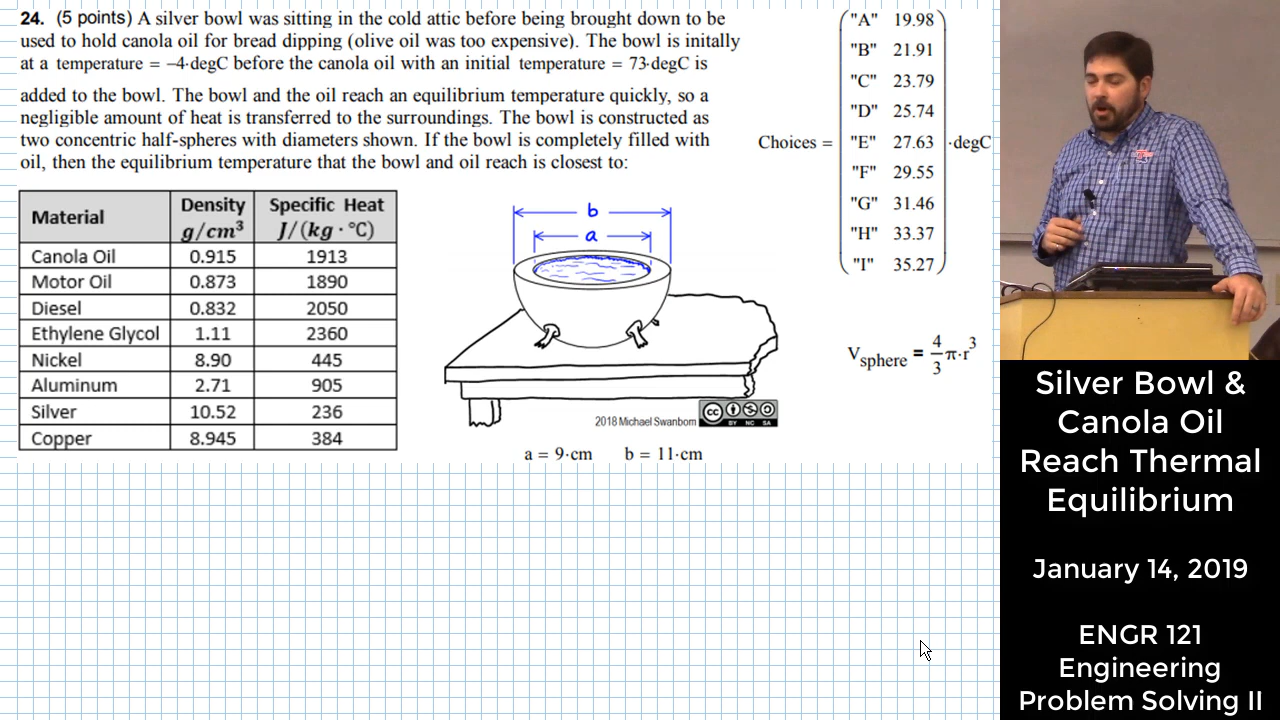 24. (5 points) A silver bowl was sitting in the cold attic before being brought down to be
used to hold canola oil for bread dipping (olive oil was too expensive). The bowl is initally
at a temperature = −4·degC before the canola oil with an initial temperature = 73·degC is
added to the bowl. The bowl and the oil reach an equilibrium temperature quickly, so a
negligible amount of heat is transferred to the surroundings. The bowl is constructed as
two concentric half-spheres with diameters shown. If the bowl is completely filled with
oil, then the equilibrium temperature that the bowl and oil reach is closest to:
Choices =
"A" 19.98
"B" 21.91
"C" 23.79
"D" 25.74
"E" 27.63
"F" 29.55
"G" 31.46
"H" 33.37
"I" 35.27
·degC
Material Density g/cm³ Specific Heat J/(kg · °C)
Canola Oil 0.915 1913
Motor Oil 0.873 1890
Diesel 0.832 2050
Ethylene Glycol 1.11 2360
Nickel 8.90 445
Aluminum 2.71 905
Silver 10.52 236
Copper 8.945 384
b
a
2018 Michael Swanbom
cc
BY NC SA
a = 9·cm b = 11·cm
Vsphere = 4/3 π·r³
Silver Bowl &
Canola Oil
Reach Thermal
Equilibrium
January 14, 2019
ENGR 121
Engineering
Problem Solving II